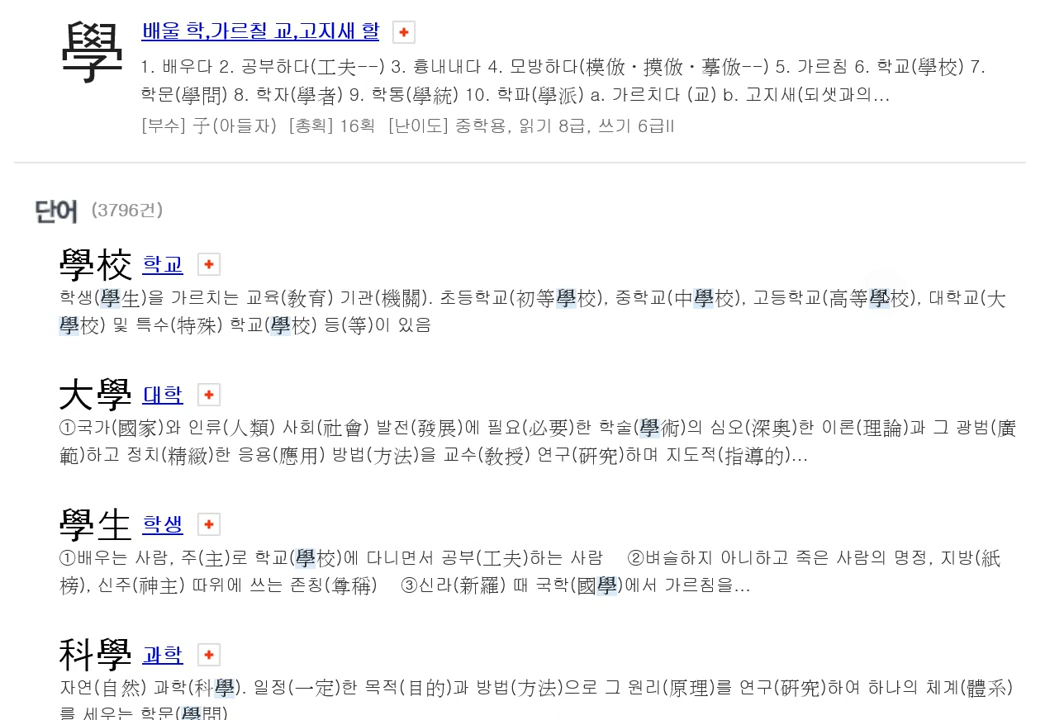 學 배울 학,가르칠 교,고지새 할
1. 배우다 2. 공부하다(工夫--) 3. 흉내내다 4. 모방하다(模倣·摸倣·摹倣--) 5. 가르침 6. 학교(學校) 7.
학문(學問) 8. 학자(學者) 9. 학통(學統) 10. 학파(學派) a. 가르치다 (교) b. 고지새(되샛과의...
[부수] 子(아들자) [총획] 16획 [난이도] 중학용, 읽기 8급, 쓰기 6급II
단어 (3796건)
學校 학교
학생(學生)을 가르치는 교육(敎育) 기관(機關). 초등학교(初等學校), 중학교(中學校), 고등학교(高等學校), 대학교(大
學校) 및 특수(特殊) 학교(學校) 등(等)이 있음
大學 대학
①국가(國家)와 인류(人類) 사회(社會) 발전(發展)에 필요(必要)한 학술(學術)의 심오(深奧)한 이론(理論)과 그 광범(廣
範)하고 정치(精緻)한 응용(應用) 방법(方法)을 교수(敎授) 연구(硏究)하며 지도적(指導的)...
學生 학생
①배우는 사람, 주(主)로 학교(學校)에 다니면서 공부(工夫)하는 사람 ②벼슬하지 아니하고 죽은 사람의 명정, 지방(紙
榜), 신주(神主) 따위에 쓰는 존칭(尊稱) ③신라(新羅) 때 국학(國學)에서 가르침을...
科學 과학
자연(自然) 과학(科學). 일정(一定)한 목적(目的)과 방법(方法)으로 그 원리(原理)를 연구(硏究)하여 하나의 체계(體系)
를 세우는 학문(學問)